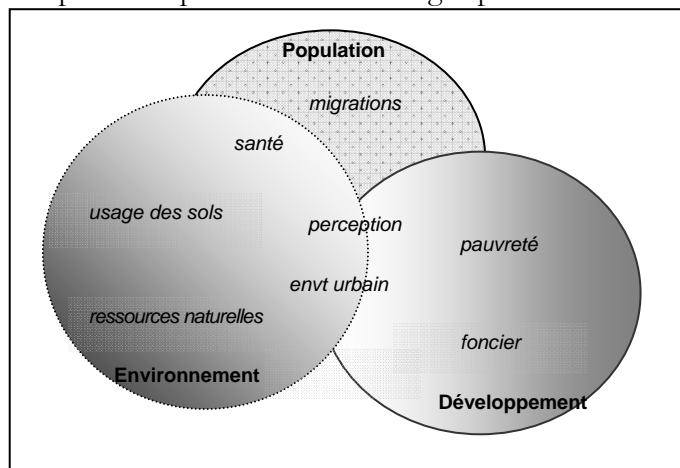 Population
migrations
santé
usage des sols
perception
pauvreté
envt urbain
ressources naturelles
foncier
Environnement
Développement